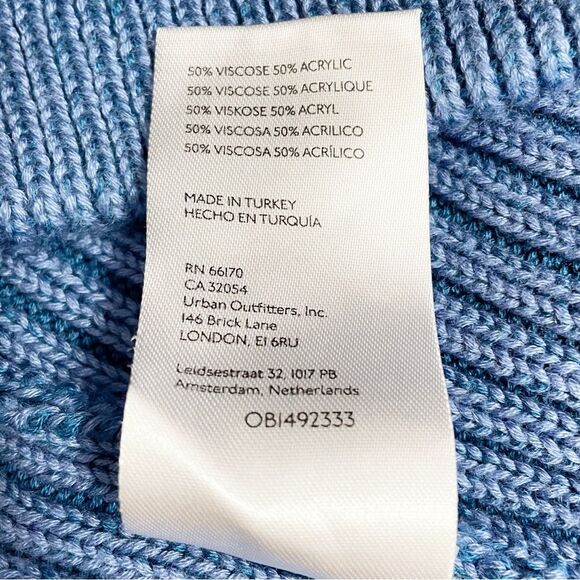 50% VISCOSE 50% ACRYLIC
50% VISCOSE 50% ACRYLIQUE
50% VISKOSE 50% ACRYL
50% VISCOSA 50% ACRILICO
50% VISCOSA 50% ACRÍLICO
MADE IN TURKEY
HECHO EN TURQUÍA
RN 66170
CA 32054
Urban Outfitters, Inc.
146 Brick Lane
LONDON, E1 6RU
Leidsestraat 32, 1017 PB
Amsterdam, Netherlands
OB1492333